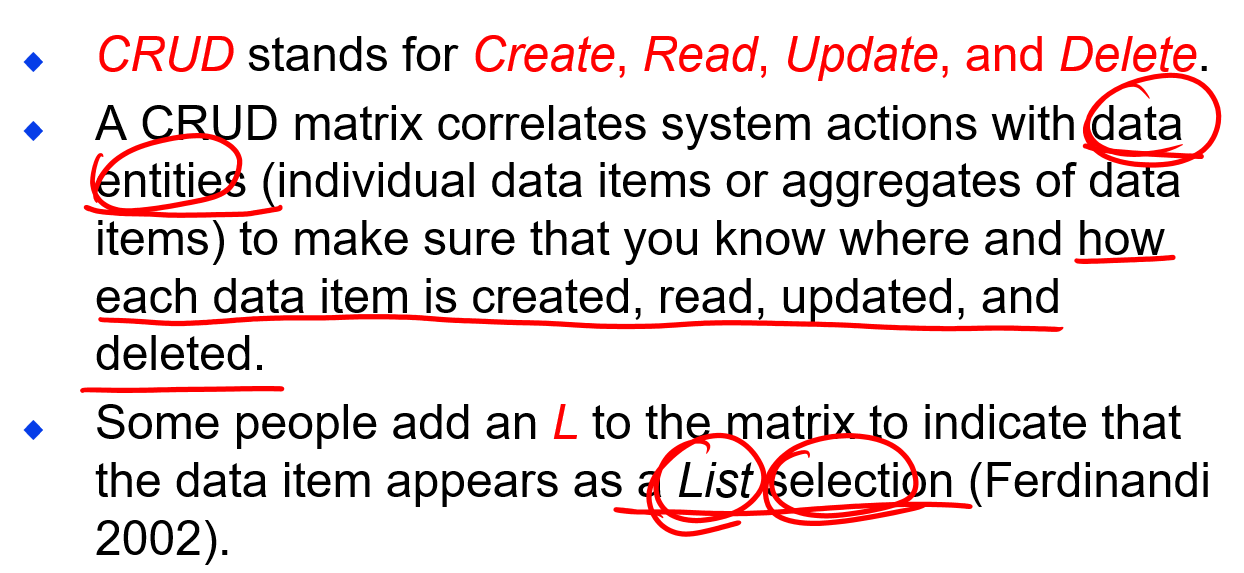 CRUD stands for Create, Read, Update, and Delete.
A CRUD matrix correlates system actions with data
entities (individual data items or aggregates of data
items) to make sure that you know where and how
each data item is created, read, updated, and
deleted.
Some people add an L to the matrix to indicate that
the data item appears as a List selection (Ferdinandi
2002).